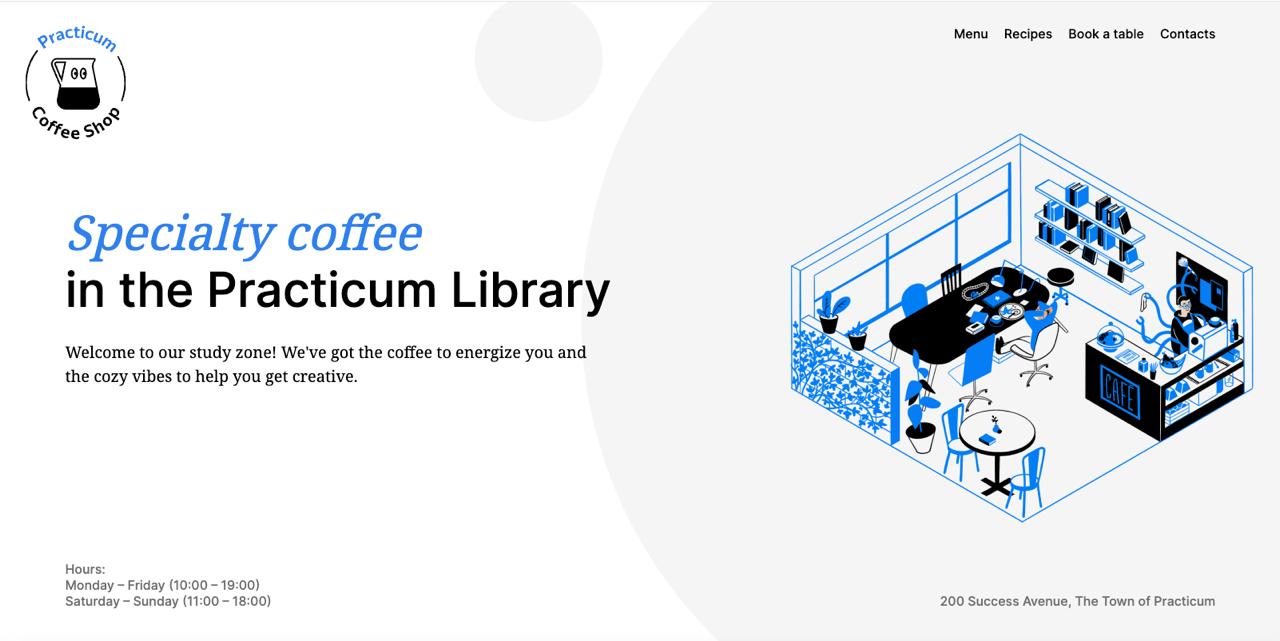 Practicum
Coffee Shop
Menu Recipes Book a table Contacts
Specialty coffee
in the Practicum Library
Welcome to our study zone! We've got the coffee to energize you and
the cozy vibes to help you get creative.
CAFE
Hours:
Monday – Friday (10:00 – 19:00)
Saturday – Sunday (11:00 – 18:00)
200 Success Avenue, The Town of Practicum